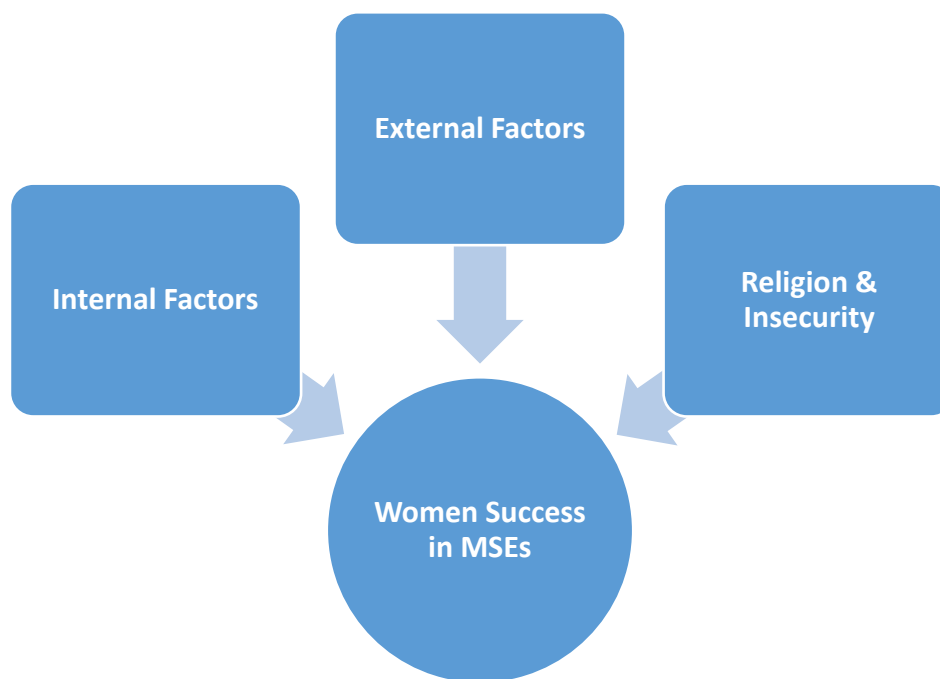 External Factors
Internal Factors
Religion &
Insecurity
Women Success
in MSEs